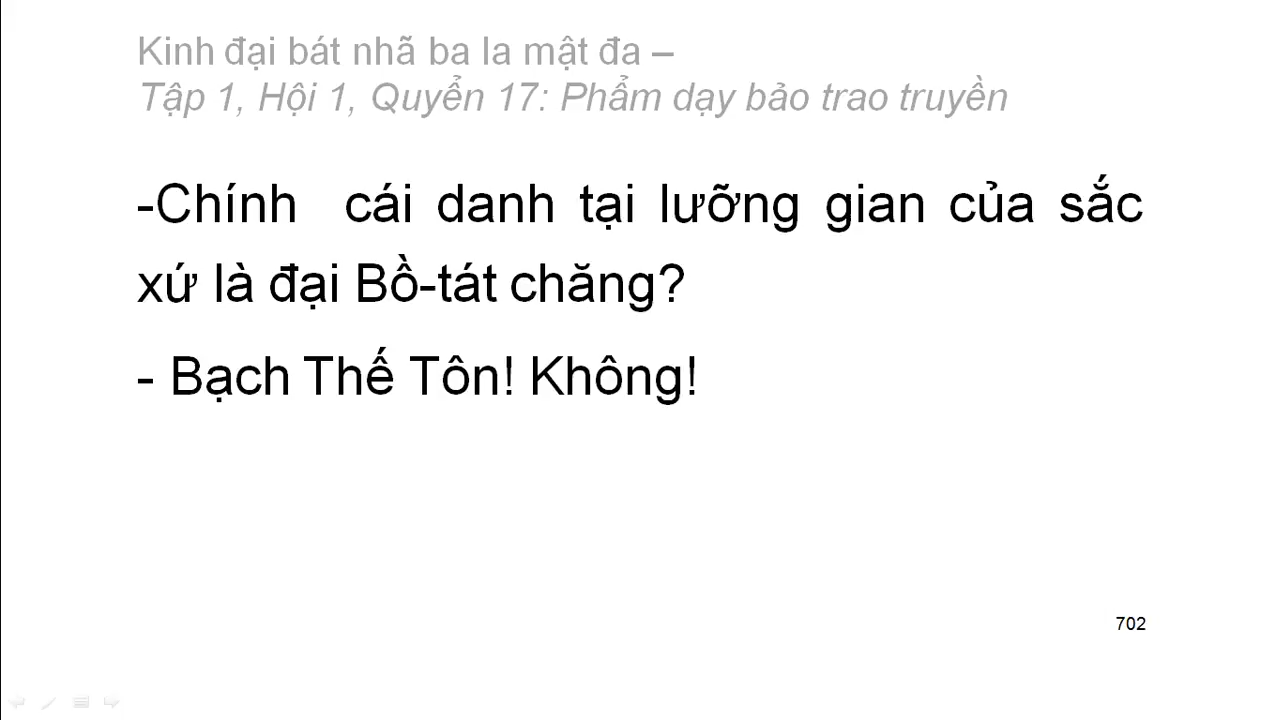 Kinh đại bát nhã ba la mật đa –
Tập 1, Hội 1, Quyển 17: Phẩm dạy bảo trao truyền
-Chính cái danh tại lưỡng gian của sắc
xứ là đại Bồ-tát chăng?
- Bạch Thế Tôn! Không!
702